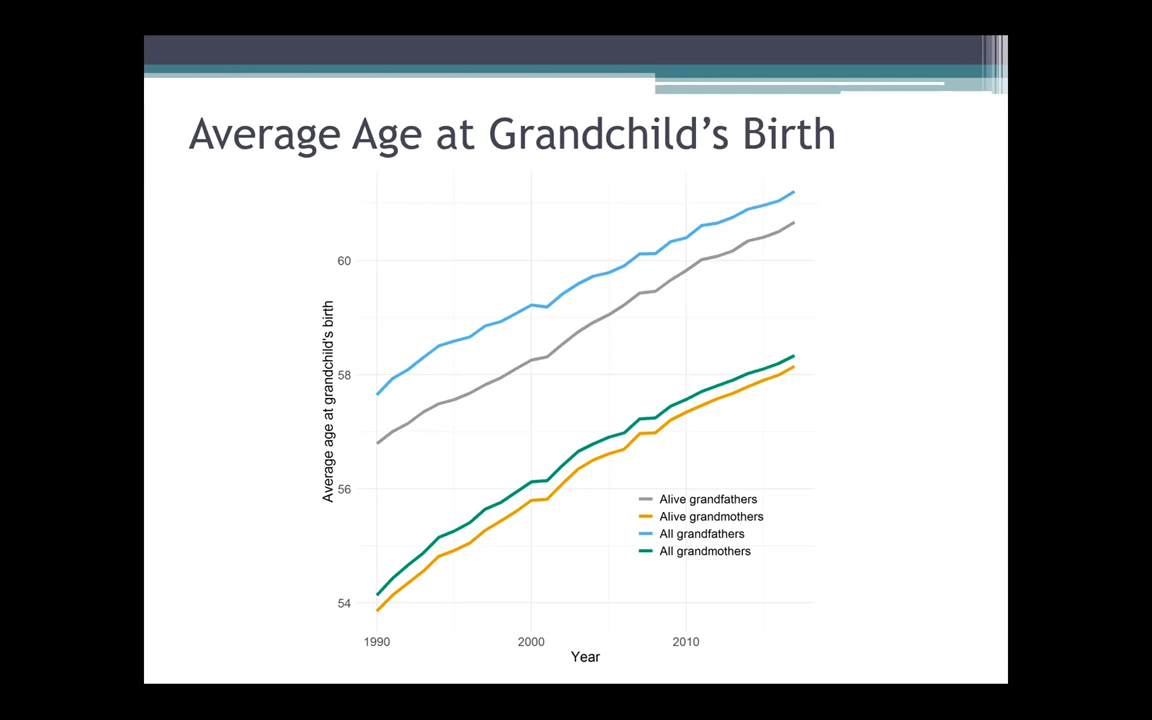 Average Age at Grandchild's Birth
60
58
56
54
Average age at grandchild's birth
Alive grandfathers
Alive grandmothers
All grandfathers
All grandmothers
1990
2000
2010
Year